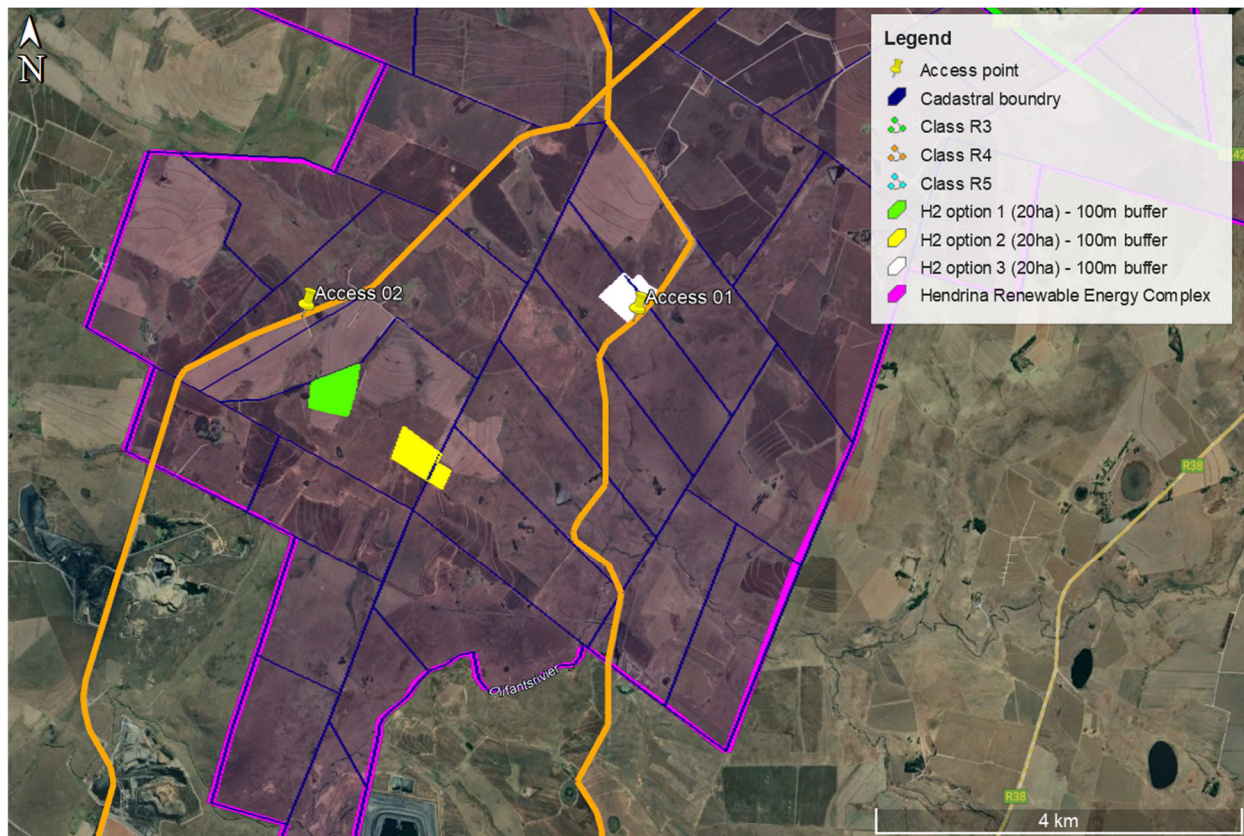 N
Legend
Access point
Cadastral boundry
Class R3
Class R4
Class R5
H2 option 1 (20ha) - 100m buffer
H2 option 2 (20ha) - 100m buffer
H2 option 3 (20ha) - 100m buffer
Hendrina Renewable Energy Complex
Access 02
Access 01
R38
Olifantsrivier
R38
4 km